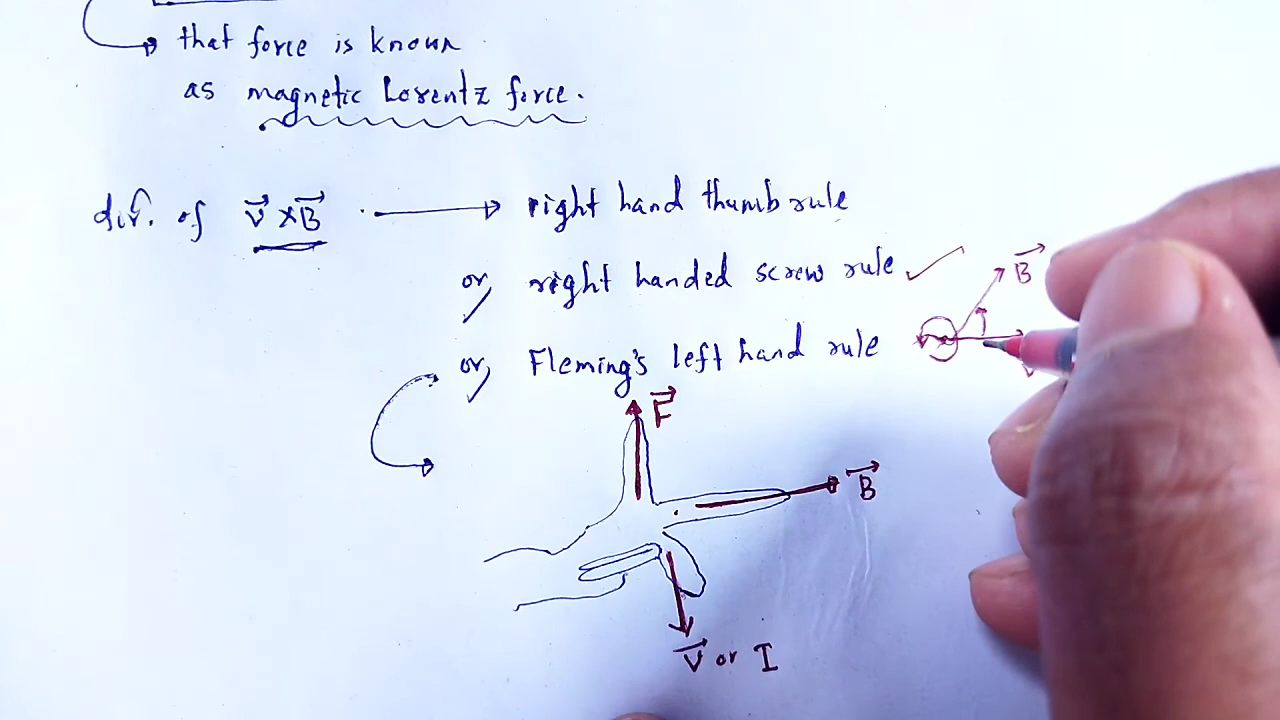 that force is known
as magnetic Lorentz force.
dir. of V⃗ × B⃗ → right hand thumb rule
or, right handed screw rule ✓
B⃗
or, Fleming's left hand rule
F⃗
B⃗
V⃗ or I